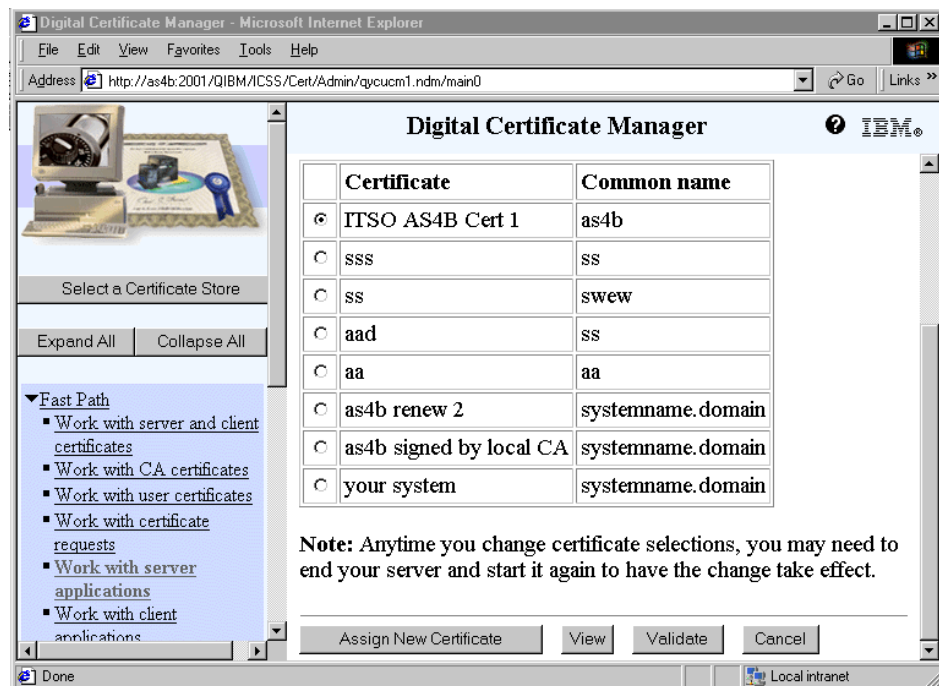 Digital Certificate Manager - Microsoft Internet Explorer
File Edit View Favorites Tools Help
Address http://as4b:2001/QIBM/ICSS/Cert/Admin/qycucm1.ndm/main0 Go Links »
Digital Certificate Manager ? IBM®
Select a Certificate Store
Expand All Collapse All
Fast Path
Work with server and client
certificates
Work with CA certificates
Work with user certificates
Work with certificate
requests
Work with server
applications
Work with client
applications
Certificate Common name
ITSO AS4B Cert 1 as4b
sss ss
ss swew
aad ss
aa aa
as4b renew 2 systemname.domain
as4b signed by local CA systemname.domain
your system systemname.domain
Note: Anytime you change certificate selections, you may need to
end your server and start it again to have the change take effect.
Assign New Certificate View Validate Cancel
Done Local intranet